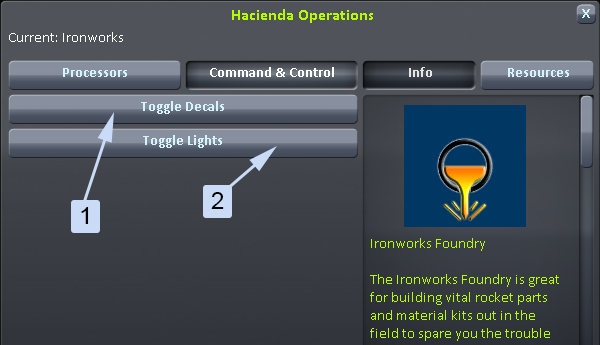 Hacienda Operations
X
Current: Ironworks
Processors
Command & Control
Info
Resources
Toggle Decals
Toggle Lights
1
2
Ironworks Foundry
The Ironworks Foundry is great
for building vital rocket parts
and material kits out in the
field to spare you the trouble